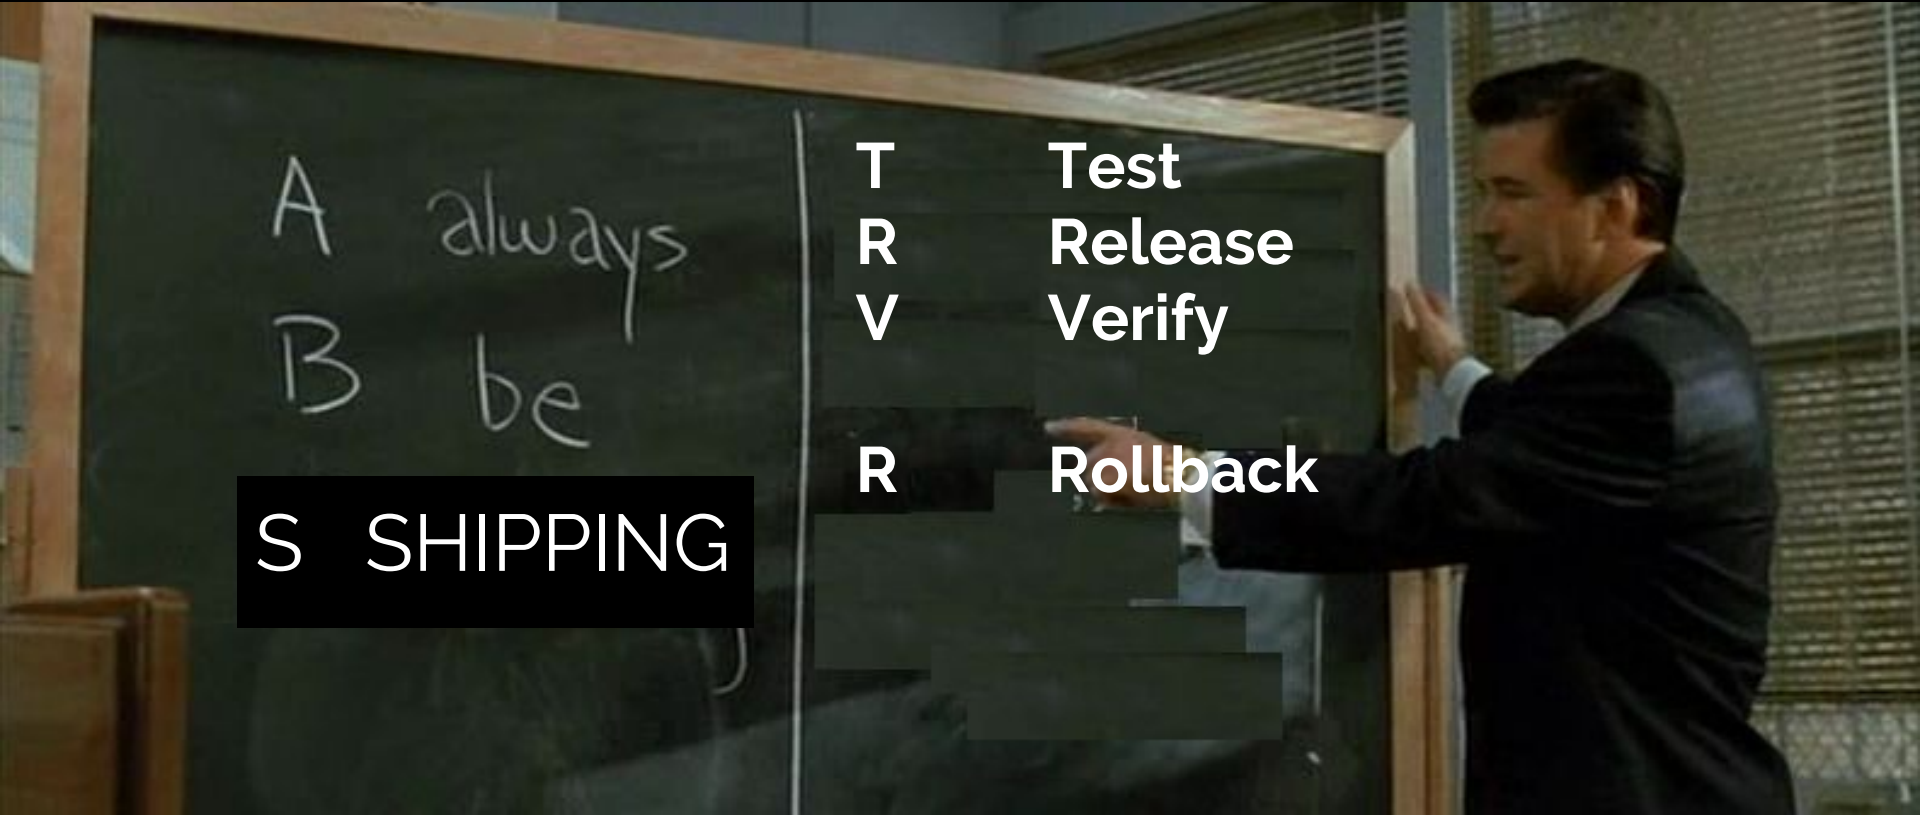 A always
B be
S SHIPPING
T Test
R Release
V Verify
R Rollback